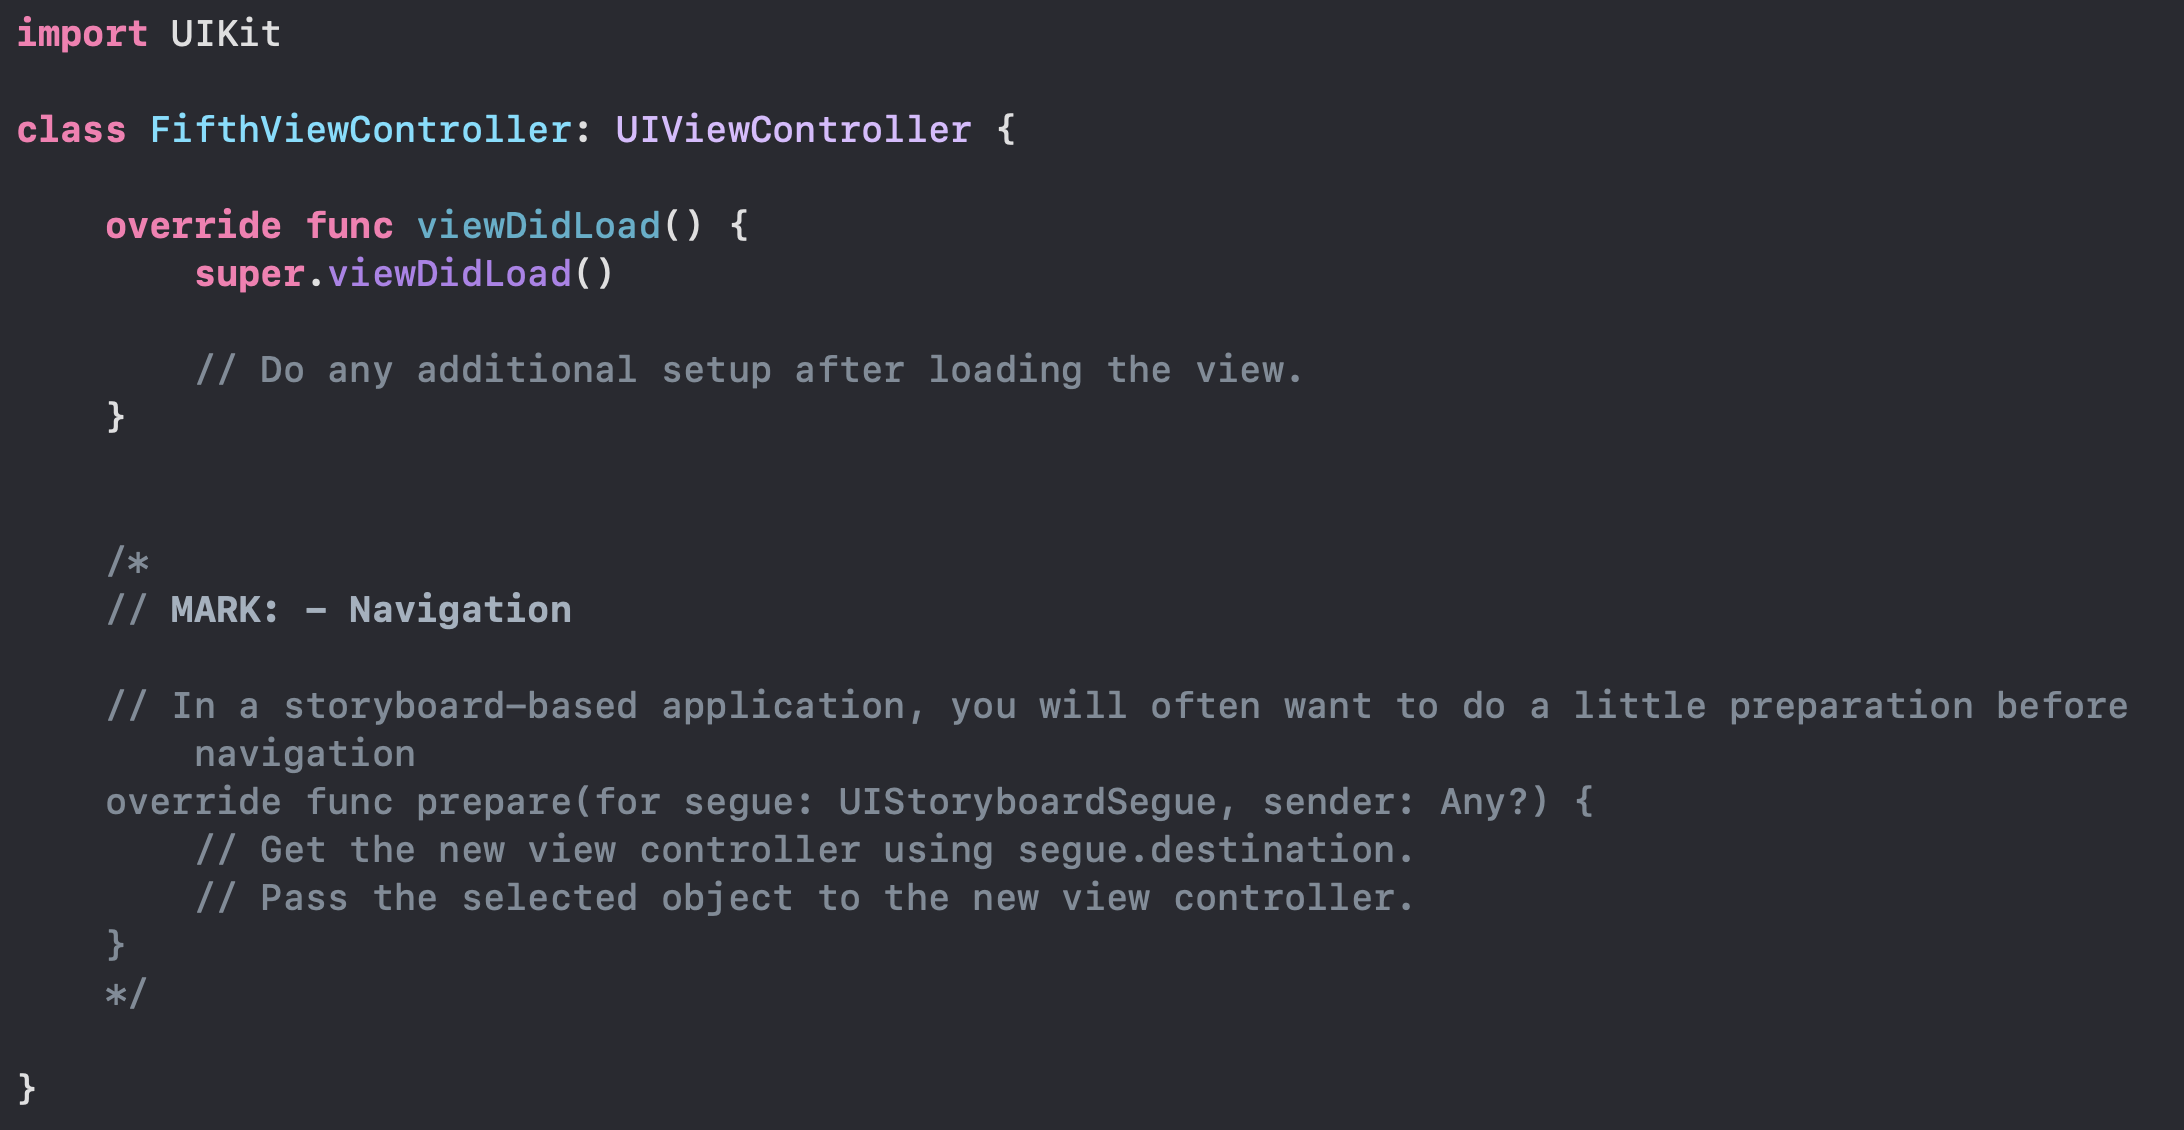 import UIKit
class FifthViewController: UIViewController {
override func viewDidLoad() {
super.viewDidLoad()
// Do any additional setup after loading the view.
}
/*
// MARK: - Navigation
// In a storyboard-based application, you will often want to do a little preparation before
navigation
override func prepare(for segue: UIStoryboardSegue, sender: Any?) {
// Get the new view controller using segue.destination.
// Pass the selected object to the new view controller.
}
*/
}